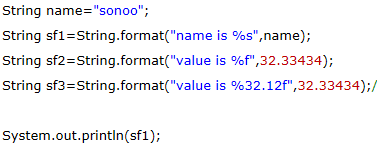 String name="sonoo";
String sf1=String.format("name is %s",name);
String sf2=String.format("value is %f",32.33434);
String sf3=String.format("value is %32.12f",32.33434);/
System.out.println(sf1);